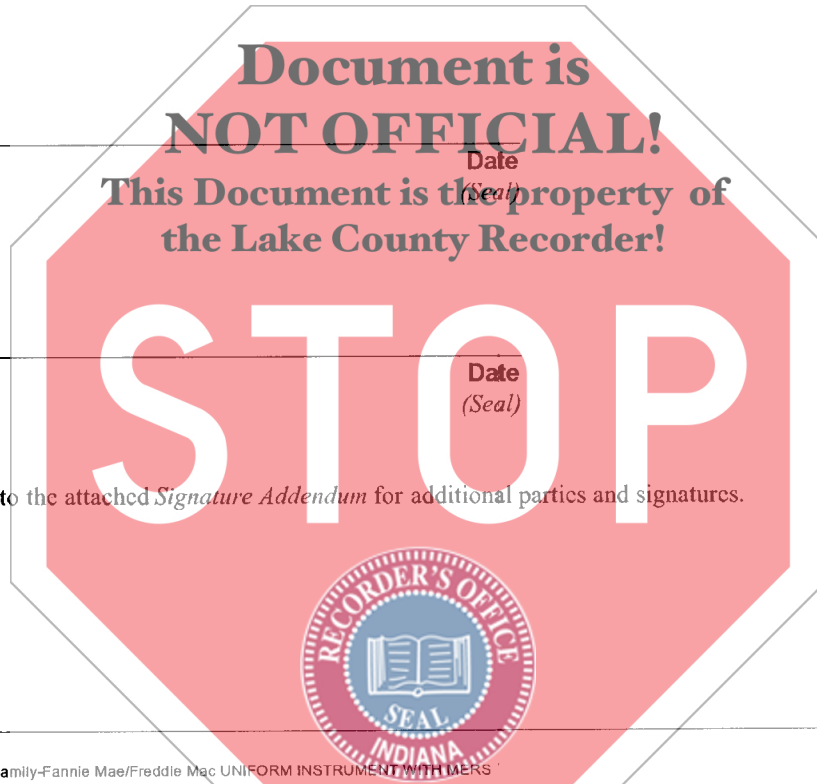 Document is
NOT OFFICIAL!
Date
This Document is the property of
(Seal)
the Lake County Recorder!
STOP
Date
(Seal)
to the attached Signature Addendum for additional parties and signatures.
RECORDER'S OFFICE
SEAL
INDIANA
amily-Fannie Mae/Freddie Mac UNIFORM INSTRUMENT WITH MERS